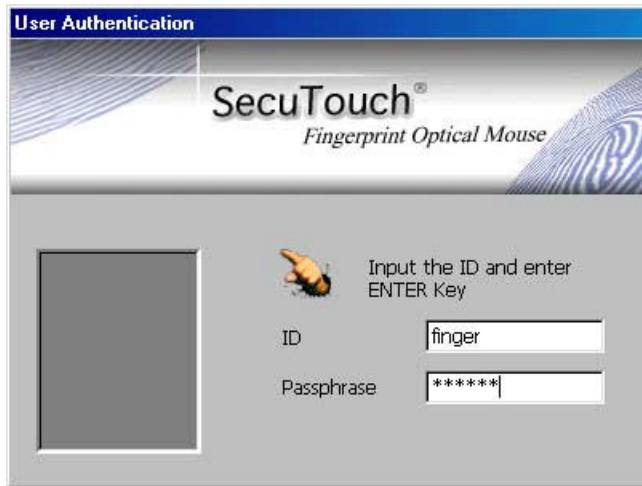 User Authentication
SecuTouch®
Fingerprint Optical Mouse
Input the ID and enter
ENTER Key
ID finger
Passphrase ******